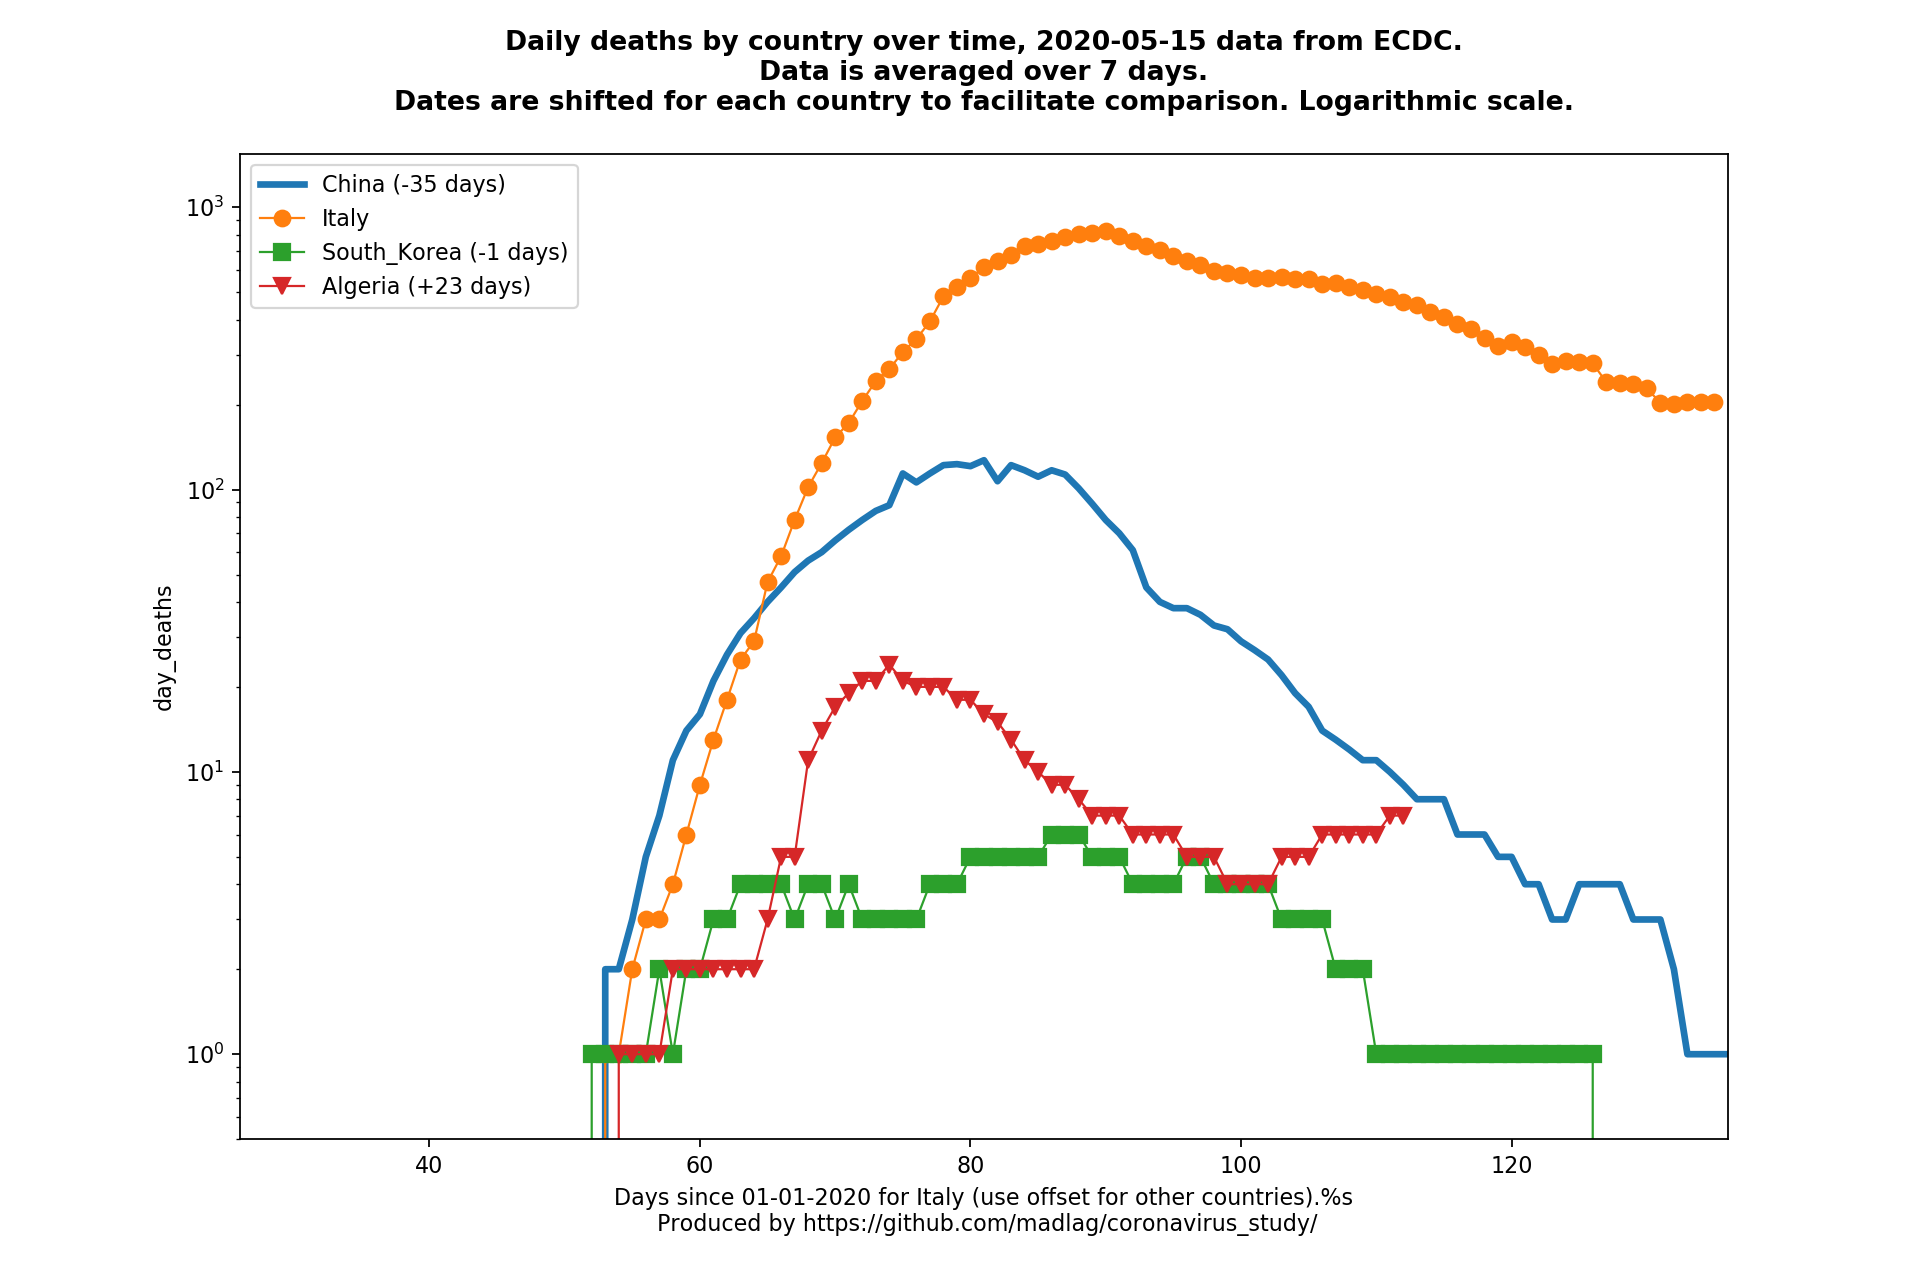 Daily deaths by country over time, 2020-05-15 data from ECDC.
Data is averaged over 7 days.
Dates are shifted for each country to facilitate comparison. Logarithmic scale.
China (-35 days)
Italy
South_Korea (-1 days)
Algeria (+23 days)
10³
10²
10¹
10⁰
day_deaths
40 60 80 100 120
Days since 01-01-2020 for Italy (use offset for other countries).%s
Produced by https://github.com/madlag/coronavirus_study/